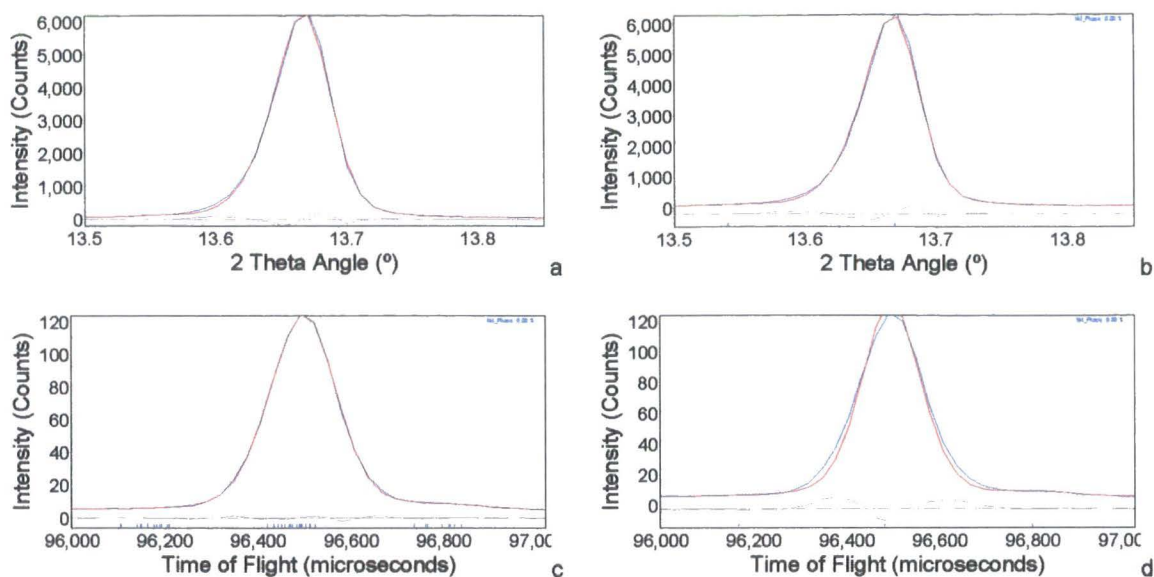 6,000
5,000
4,000
3,000
2,000
1,000
0
Intensity (Counts)
13.5 13.6 13.7 13.8
2 Theta Angle (º)
a
6,000
5,000
4,000
3,000
2,000
1,000
0
Intensity (Counts)
13.5 13.6 13.7 13.8
2 Theta Angle (º)
b
120
100
80
60
40
20
0
Intensity (Counts)
96,000 96,200 96,400 96,600 96,800 97,0
Time of Flight (microseconds)
c
120
100
80
60
40
20
0
Intensity (Counts)
96,000 96,200 96,400 96,600 96,800 97,0
Time of Flight (microseconds)
d